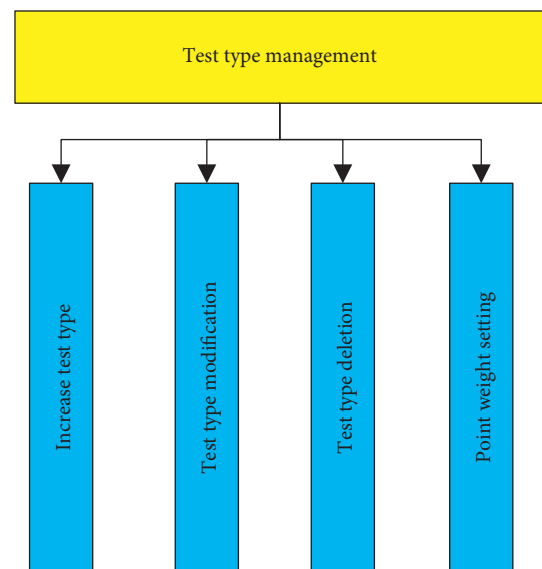 Test type management
Increase test type
Test type modification
Test type deletion
Point weight setting